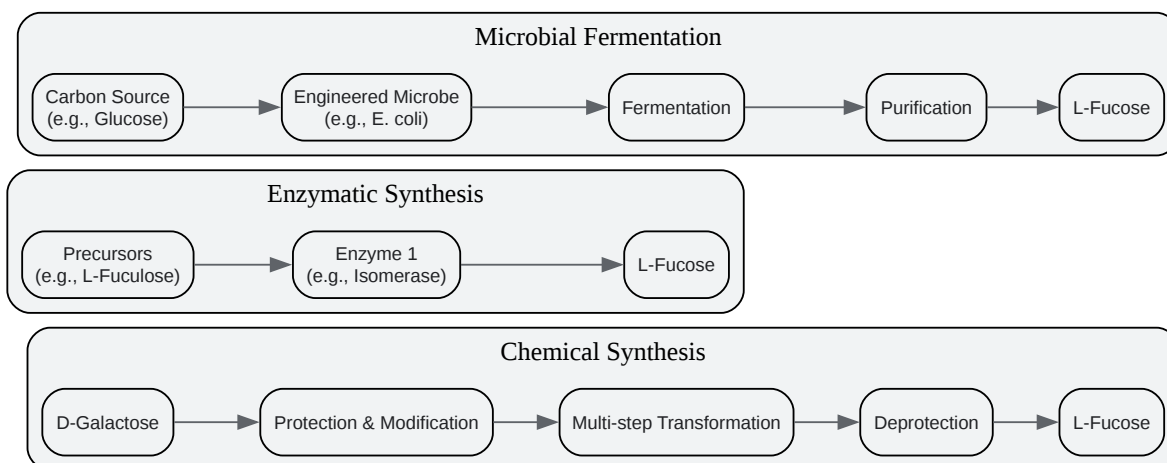 Microbial Fermentation
Carbon Source
(e.g., Glucose)
Engineered Microbe
(e.g., E. coli)
Fermentation
Purification
L-Fucose
Enzymatic Synthesis
Precursors
(e.g., L-Fuculose)
Enzyme 1
(e.g., Isomerase)
L-Fucose
Chemical Synthesis
D-Galactose
Protection & Modification
Multi-step Transformation
Deprotection
L-Fucose